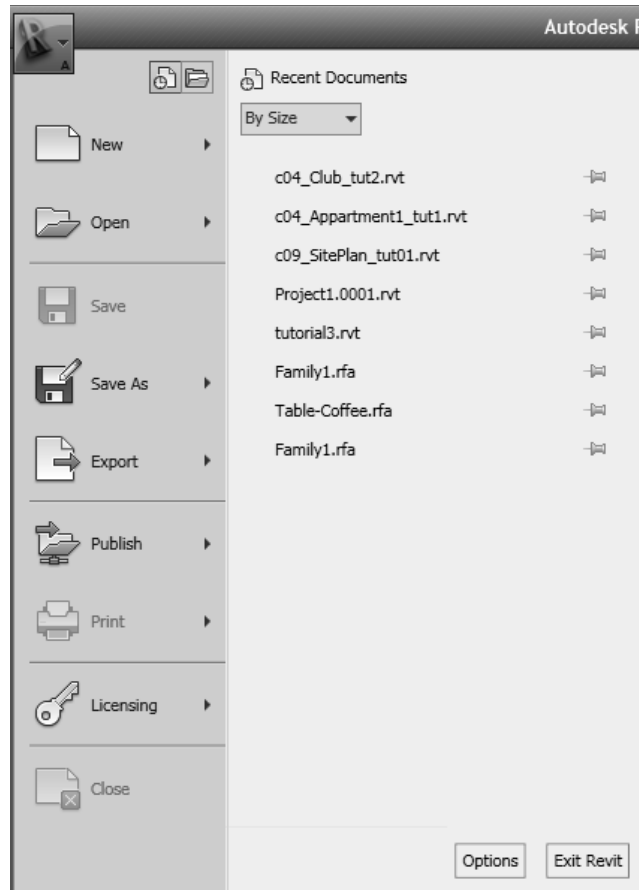 Autodesk R
A
Recent Documents
By Size
New
Open
Save
Save As
Export
Publish
Print
Licensing
Close
c04_Club_tut2.rvt
c04_Appartment1_tut1.rvt
c09_SitePlan_tut01.rvt
Project1.0001.rvt
tutorial3.rvt
Family1.rfa
Table-Coffee.rfa
Family1.rfa
Options
Exit Revit